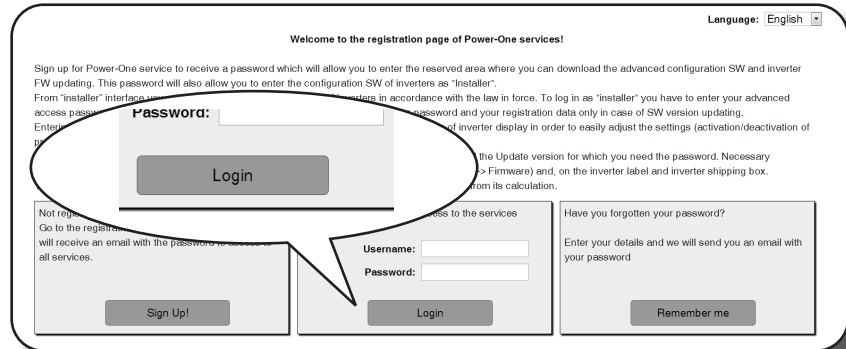 Language: English
Welcome to the registration page of Power-One services!
Sign up for Power-One service to receive a password which will allow you to enter the reserved area where you can download the advanced configuration SW and inverter
FW updating. This password will also allow you to enter the configuration SW of inverters as "Installer".
From "installer" interface inverters in accordance with the law in force. To log in as "installer" you have to enter your advanced
access password and your registration data only in case of SW version updating.
of inverter display in order to easily adjust the settings (activation/deactivation of
the Update version for which you need the password. Necessary
-> Firmware) and, on the inverter label and inverter shipping box.
from its calculation.
Password:
Login
Not
Go to the
will receive an email with the password to access to
all services.
Sign Up!
to the services
Username:
Password:
Login
Have you forgotten your password?
Enter your details and we will send you an email with
your password
Remember me